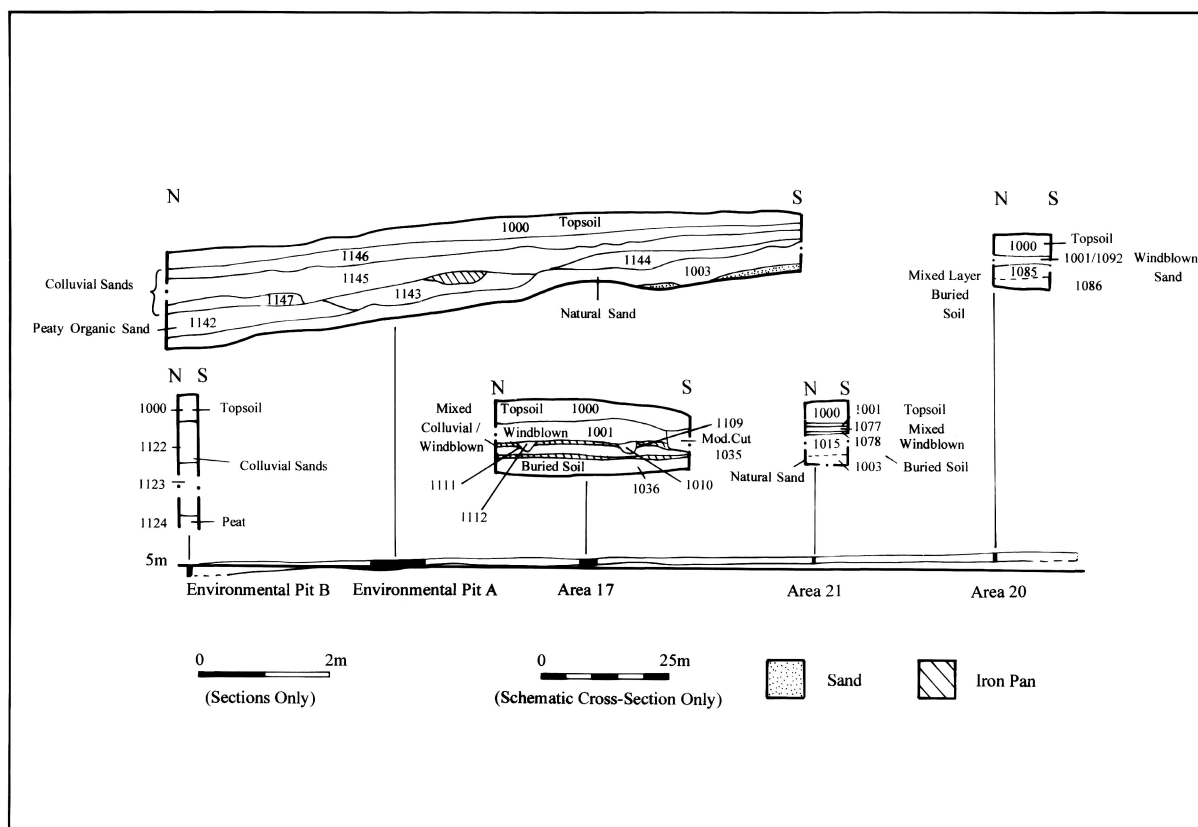 N
S
1000 Topsoil
1146
1145
1144
1003
Colluvial Sands
1147
1143
1142
Peaty Organic Sand
Natural Sand
N S
1000 Topsoil
1001/1092 Windblown Sand
Mixed Layer 1085
Buried Soil 1086
N S
1000 Topsoil
1122
Colluvial Sands
1123
1124 Peat
N
S
Mixed Colluvial / Windblown
Topsoil 1000
Windblown 1001
1109
Mod.Cut
1035
Buried Soil
1111
1036
1010
1112
N S
1000 1001 Topsoil
1077 Mixed
1078 Windblown
1015 Buried Soil
Natural Sand 1003
5m
Environmental Pit B
Environmental Pit A
Area 17
Area 21
Area 20
0 2m
(Sections Only)
0 25m
(Schematic Cross-Section Only)
Sand
Iron Pan